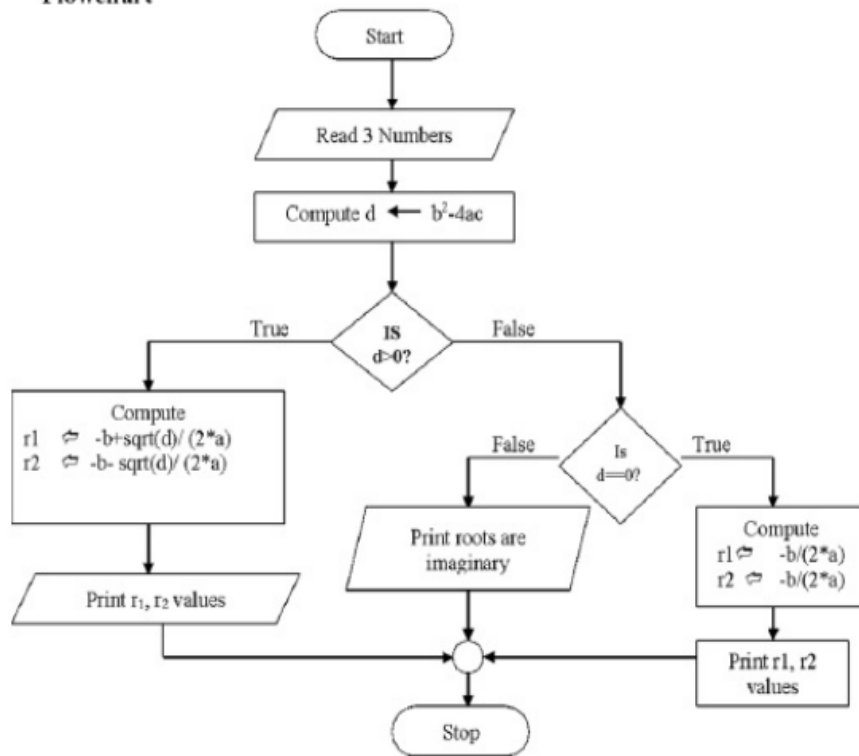 Start
Read 3 Numbers
Compute d ← b²-4ac
True
IS
d>0?
False
Compute
r1 ⇦ -b+sqrt(d)/ (2*a)
r2 ⇦ -b- sqrt(d)/ (2*a)
Print r₁, r₂ values
False
Is
d==0?
True
Print roots are
imaginary
Compute
r1⇦ -b/(2*a)
r2 ⇦ -b/(2*a)
Print r1, r2
values
Stop